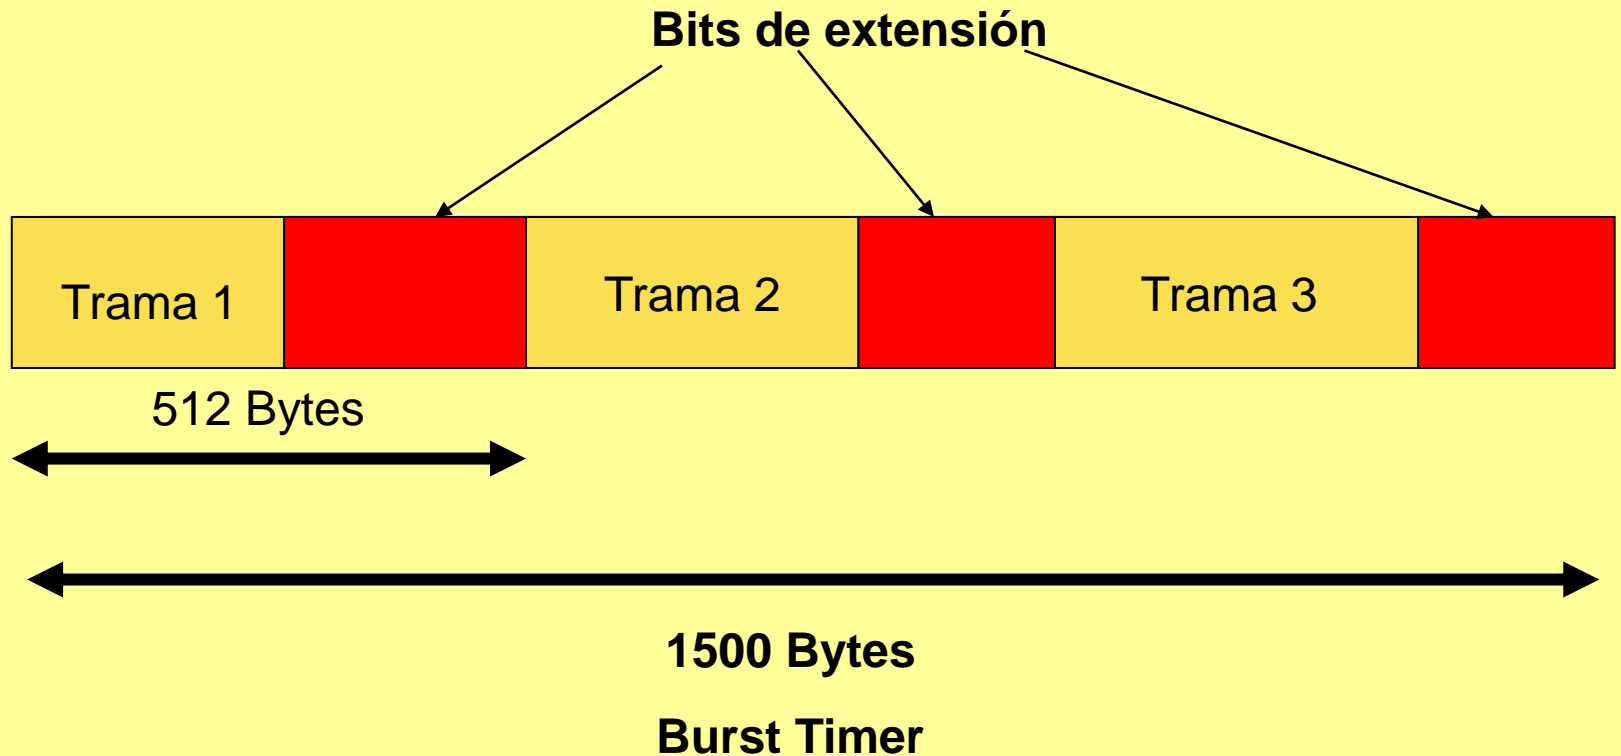 Bits de extensión
Trama 1
Trama 2
Trama 3
512 Bytes
1500 Bytes
Burst Timer